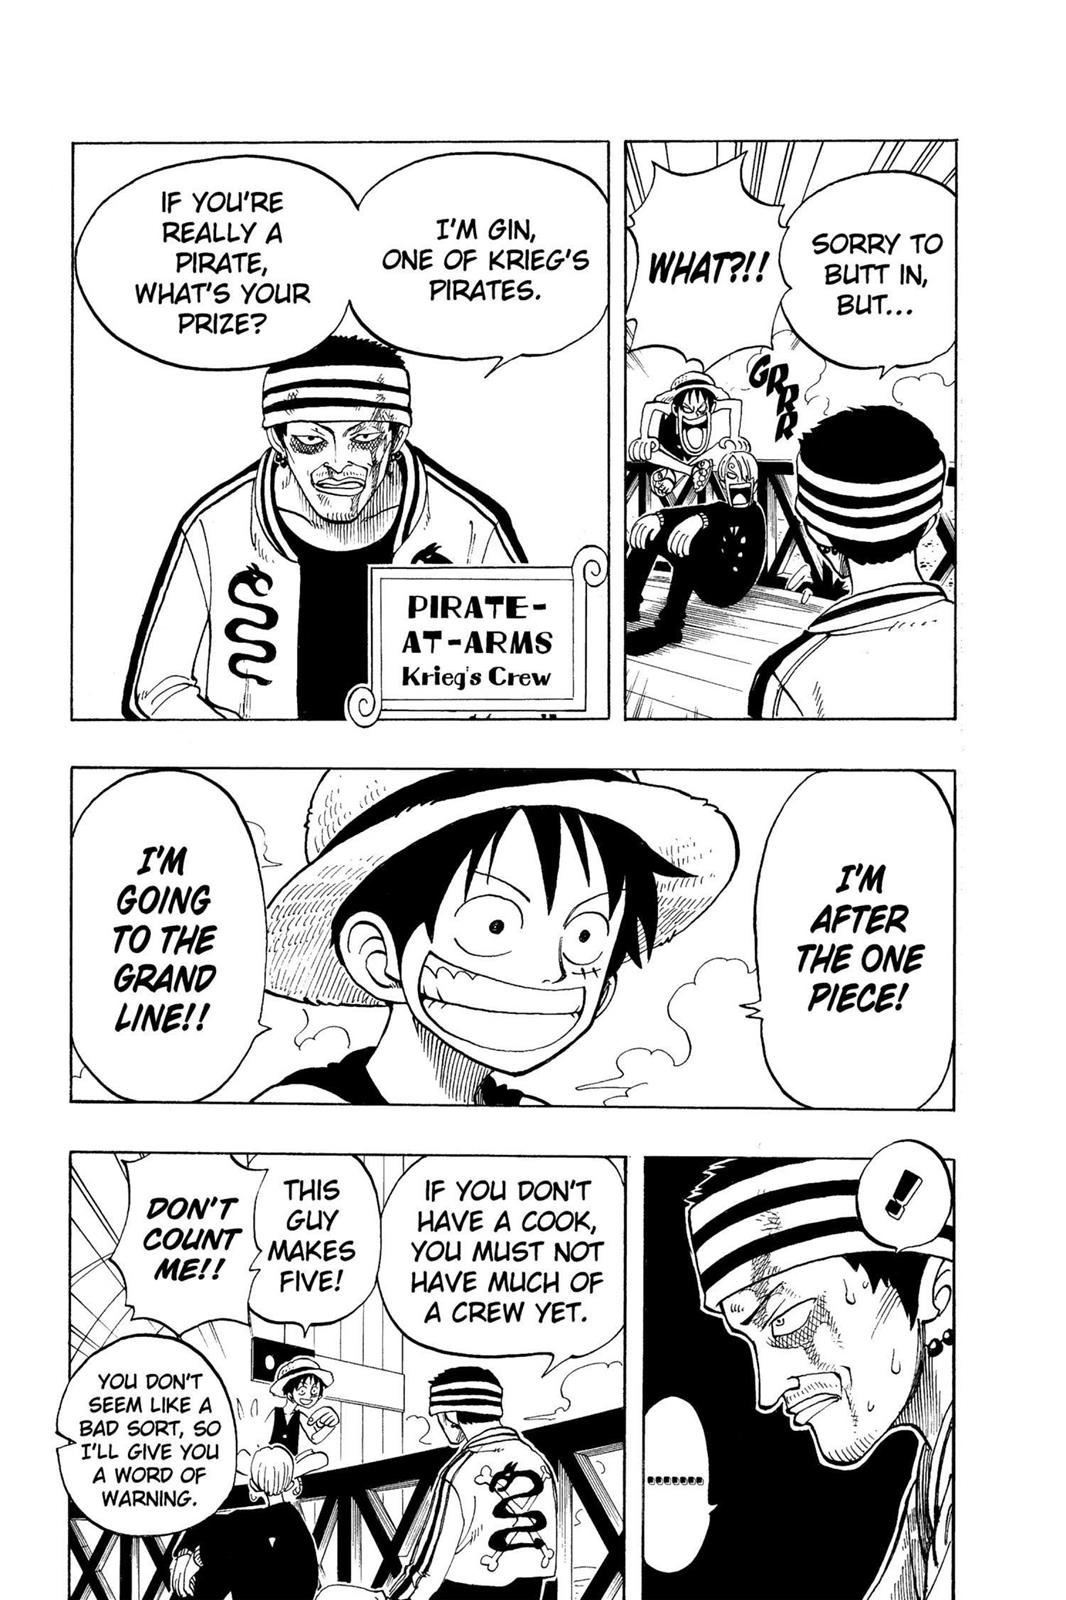 SORRY TO
BUTT IN,
BUT...
WHAT?!!
GRRR
I'M GIN,
ONE OF KRIEG'S
PIRATES.
IF YOU'RE
REALLY A
PIRATE,
WHAT'S YOUR
PRIZE?
PIRATE-
AT-ARMS
Krieg's Crew
I'M
AFTER
THE ONE
PIECE!
I'M
GOING
TO THE
GRAND
LINE!!
!
.......
IF YOU DON'T
HAVE A COOK,
YOU MUST NOT
HAVE MUCH OF
A CREW YET.
THIS
GUY
MAKES
FIVE!
DON'T
COUNT
ME!!
YOU DON'T
SEEM LIKE A
BAD SORT, SO
I'LL GIVE YOU
A WORD OF
WARNING.